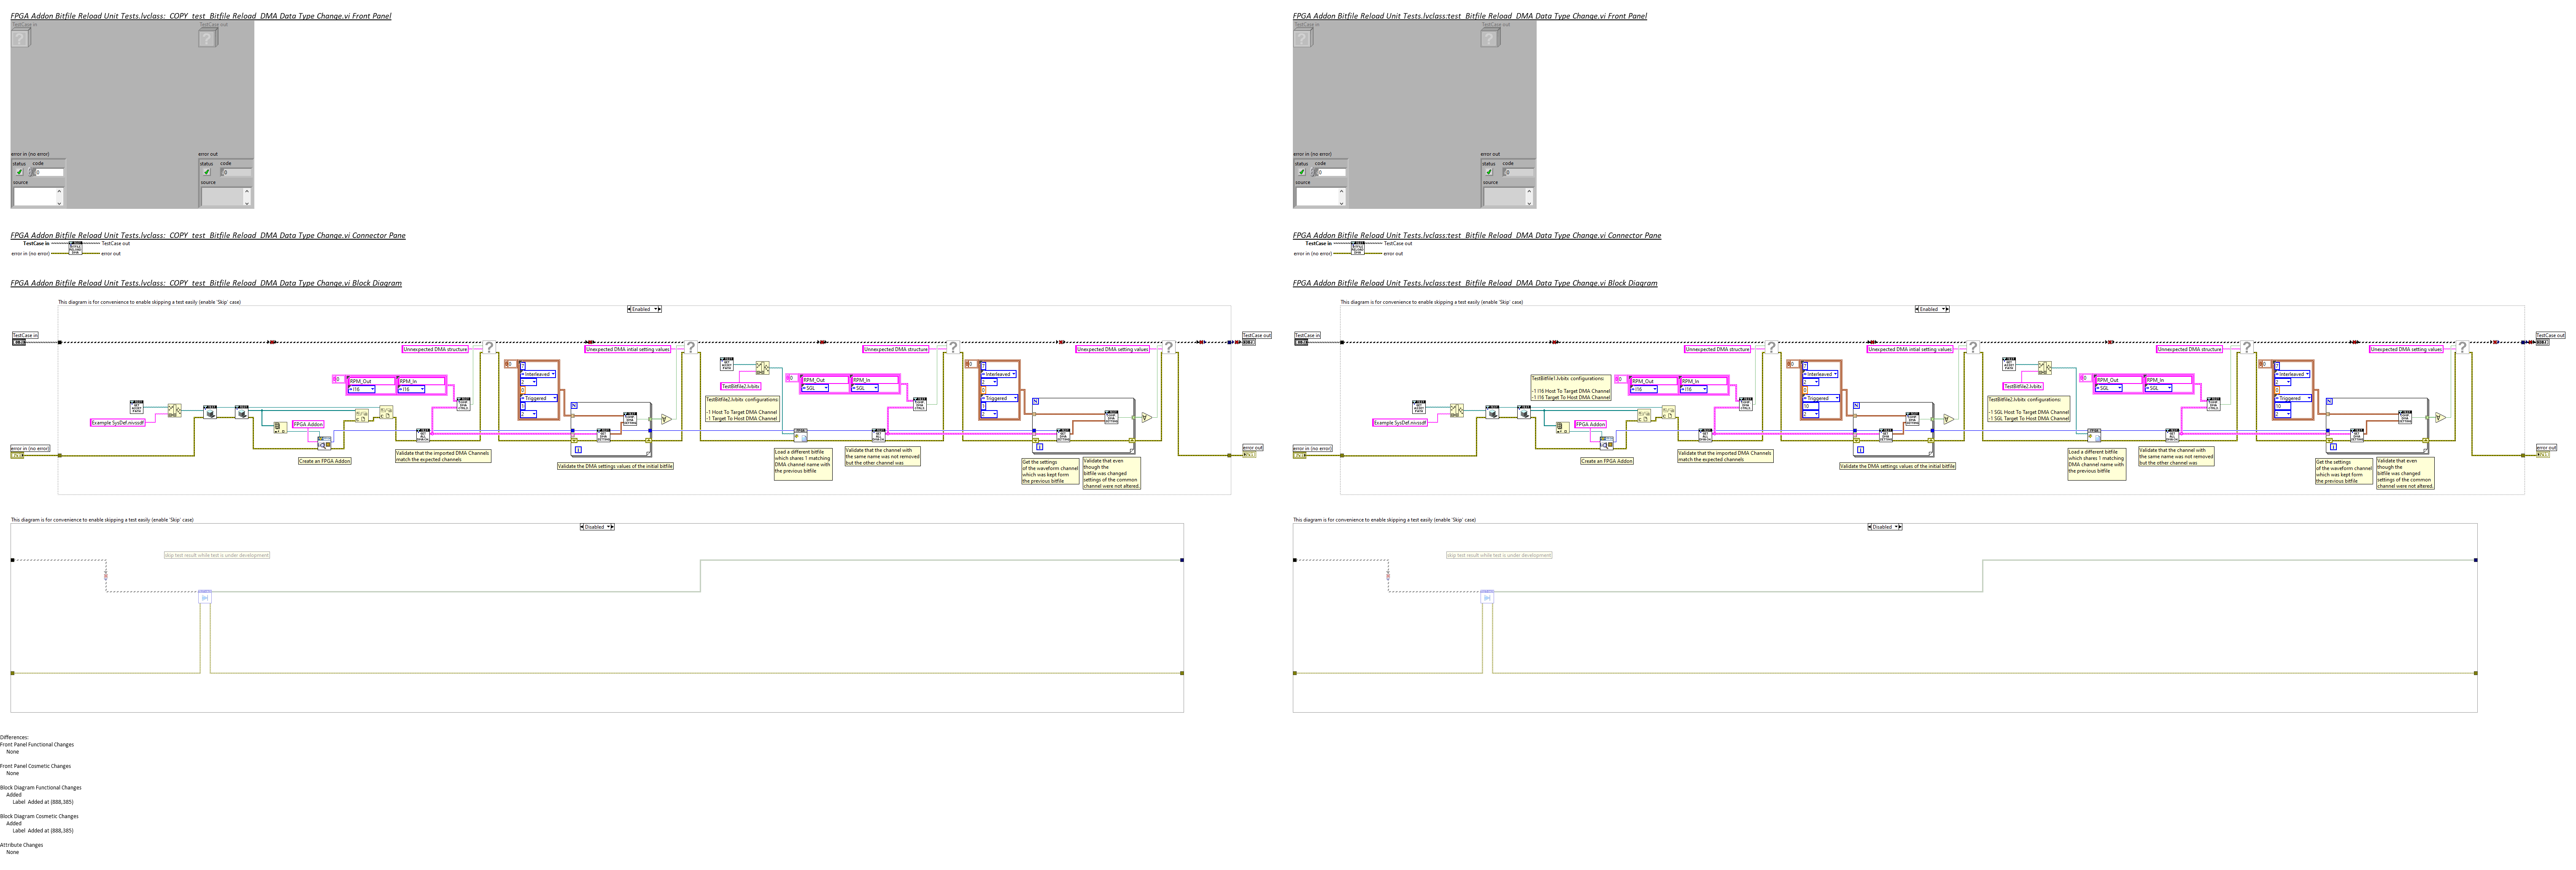 FPGA Addon Bitfile Reload Unit Tests.lvclass:_COPY_test_Bitfile Reload_DMA Data Type Change.vi Front Panel
TestCase in
TestCase out
error in (no error)
status code
0
source
error out
status code
0
source
FPGA Addon Bitfile Reload Unit Tests.lvclass:_COPY_test_Bitfile Reload_DMA Data Type Change.vi Connector Pane
TestCase in
TestCase out
error in (no error)
error out
FPGA Addon Bitfile Reload Unit Tests.lvclass:_COPY_test_Bitfile Reload_DMA Data Type Change.vi Block Diagram
This diagram is for convenience to enable skipping a test easily (enable 'Skip' case)
Enabled
TestCase in
error in (no error)
Example SysDef.nivssdf
FPGA Addon
Create an FPGA Addon
RPM_Out
RPM_In
I16
I16
Unnexpected DMA structure
Validate that the imported DMA Channels
match the expected channels
Interleaved
2
Triggered
2
Unexpected DMA intial setting values
Validate the DMA settings values of the initial bitfile
TestBitfile2.lvbitx
TestBitfile2.lvbitx configurations:
-1 Host To Target DMA Channel
-1 Target To Host DMA Channel
RPM_Out
RPM_In
SGL
SGL
Unnexpected DMA structure
Load a different bitfile
which shares 1 matching
DMA channel name with
the previous bitfile
Validate that the channel with
the same name was not removed
but the other channel was
Interleaved
2
Triggered
2
Unexpected DMA setting values
Get the settings
of the waveform channel
which was kept form
the previous bitfile
Validate that even
though the
bitfile was changed
settings of the common
channel were not altered.
TestCase out
error out
This diagram is for convenience to enable skipping a test easily (enable 'Skip' case)
Disabled
skip test result while test is under development
Differences:
Front Panel Functional Changes
None
Front Panel Cosmetic Changes
None
Block Diagram Functional Changes
Added
Label Added at (888,385)
Block Diagram Cosmetic Changes
Added
Label Added at (888,385)
Attribute Changes
None
FPGA Addon Bitfile Reload Unit Tests.lvclass:test_Bitfile Reload_DMA Data Type Change.vi Front Panel
TestCase in
TestCase out
error in (no error)
status code
0
source
error out
status code
0
source
FPGA Addon Bitfile Reload Unit Tests.lvclass:test_Bitfile Reload_DMA Data Type Change.vi Connector Pane
TestCase in
TestCase out
error in (no error)
error out
FPGA Addon Bitfile Reload Unit Tests.lvclass:test_Bitfile Reload_DMA Data Type Change.vi Block Diagram
This diagram is for convenience to enable skipping a test easily (enable 'Skip' case)
Enabled
TestCase in
error in (no error)
Example SysDef.nivssdf
FPGA Addon
Create an FPGA Addon
TestBitfile1.lvbitx configurations:
-1 I16 Host To Target DMA Channel
-1 I16 Target To Host DMA Channel
RPM_Out
RPM_In
I16
I16
Unnexpected DMA structure
Validate that the imported DMA Channels
match the expected channels
Interleaved
2
Triggered
10
2
Unexpected DMA intial setting values
Validate the DMA settings values of the initial bitfile
TestBitfile2.lvbitx
TestBitfile2.lvbitx configurations:
-1 SGL Host To Target DMA Channel
-1 SGL Target To Host DMA Channel
RPM_Out
RPM_In
SGL
SGL
Unnexpected DMA structure
Load a different bitfile
which shares 1 matching
DMA channel name with
the previous bitfile
Validate that the channel with
the same name was not removed
but the other channel was
Interleaved
2
Triggered
10
2
Unexpected DMA setting values
Get the settings
of the waveform channel
which was kept form
the previous bitfile
Validate that even
though the
bitfile was changed
settings of the common
channel were not altered.
TestCase out
error out
This diagram is for convenience to enable skipping a test easily (enable 'Skip' case)
Disabled
skip test result while test is under development